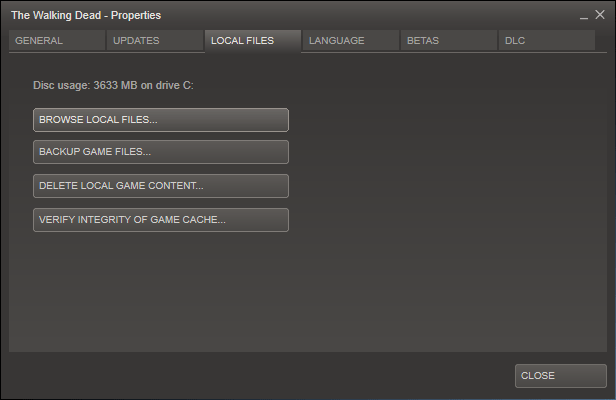 The Walking Dead - Properties
GENERAL UPDATES LOCAL FILES LANGUAGE BETAS DLC
Disc usage: 3633 MB on drive C:
BROWSE LOCAL FILES...
BACKUP GAME FILES...
DELETE LOCAL GAME CONTENT...
VERIFY INTEGRITY OF GAME CACHE...
CLOSE